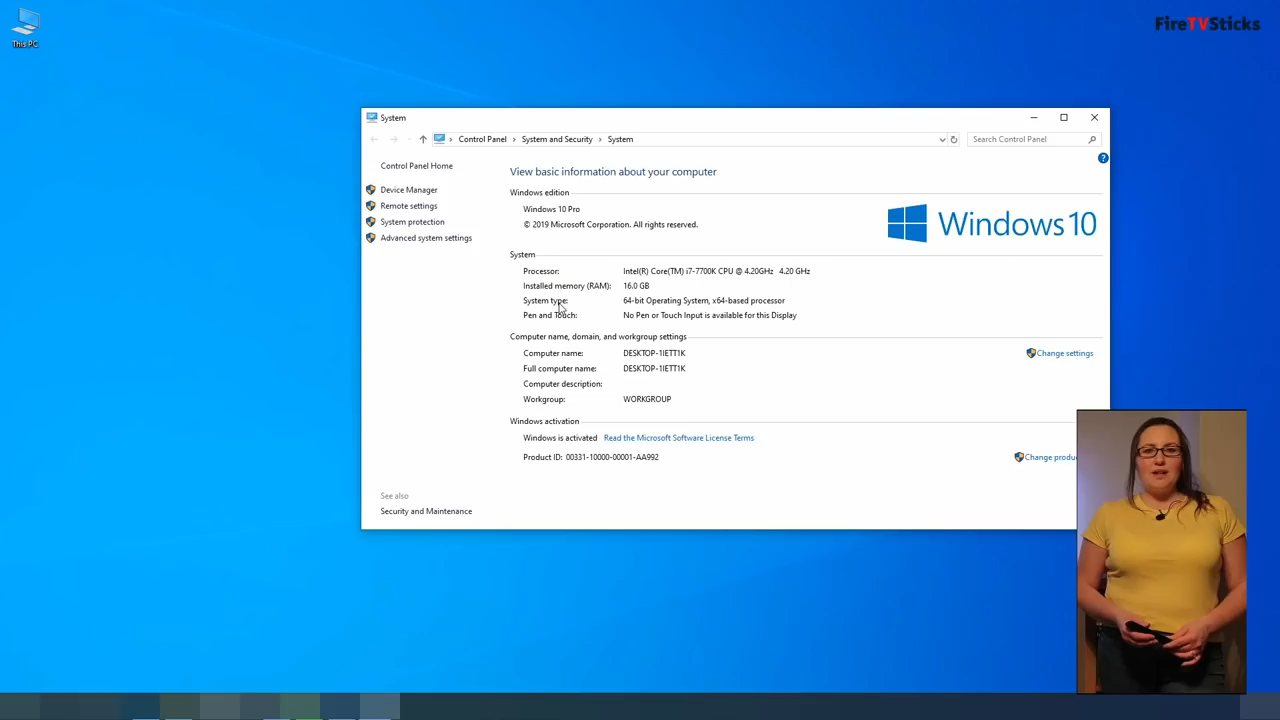 This PC
FireTVSticks
System
Control Panel > System and Security > System
Search Control Panel
Control Panel Home
Device Manager
Remote settings
System protection
Advanced system settings
See also
Security and Maintenance
View basic information about your computer
Windows edition
Windows 10 Pro
© 2019 Microsoft Corporation. All rights reserved.
Windows 10
System
Processor: Intel(R) Core(TM) i7-7700K CPU @ 4.20GHz 4.20 GHz
Installed memory (RAM): 16.0 GB
System type: 64-bit Operating System, x64-based processor
Pen and Touch: No Pen or Touch Input is available for this Display
Computer name, domain, and workgroup settings
Computer name: DESKTOP-1IETT1K
Change settings
Full computer name: DESKTOP-1IETT1K
Computer description:
Workgroup: WORKGROUP
Windows activation
Windows is activated Read the Microsoft Software License Terms
Product ID: 00331-10000-00001-AA992
Change produ